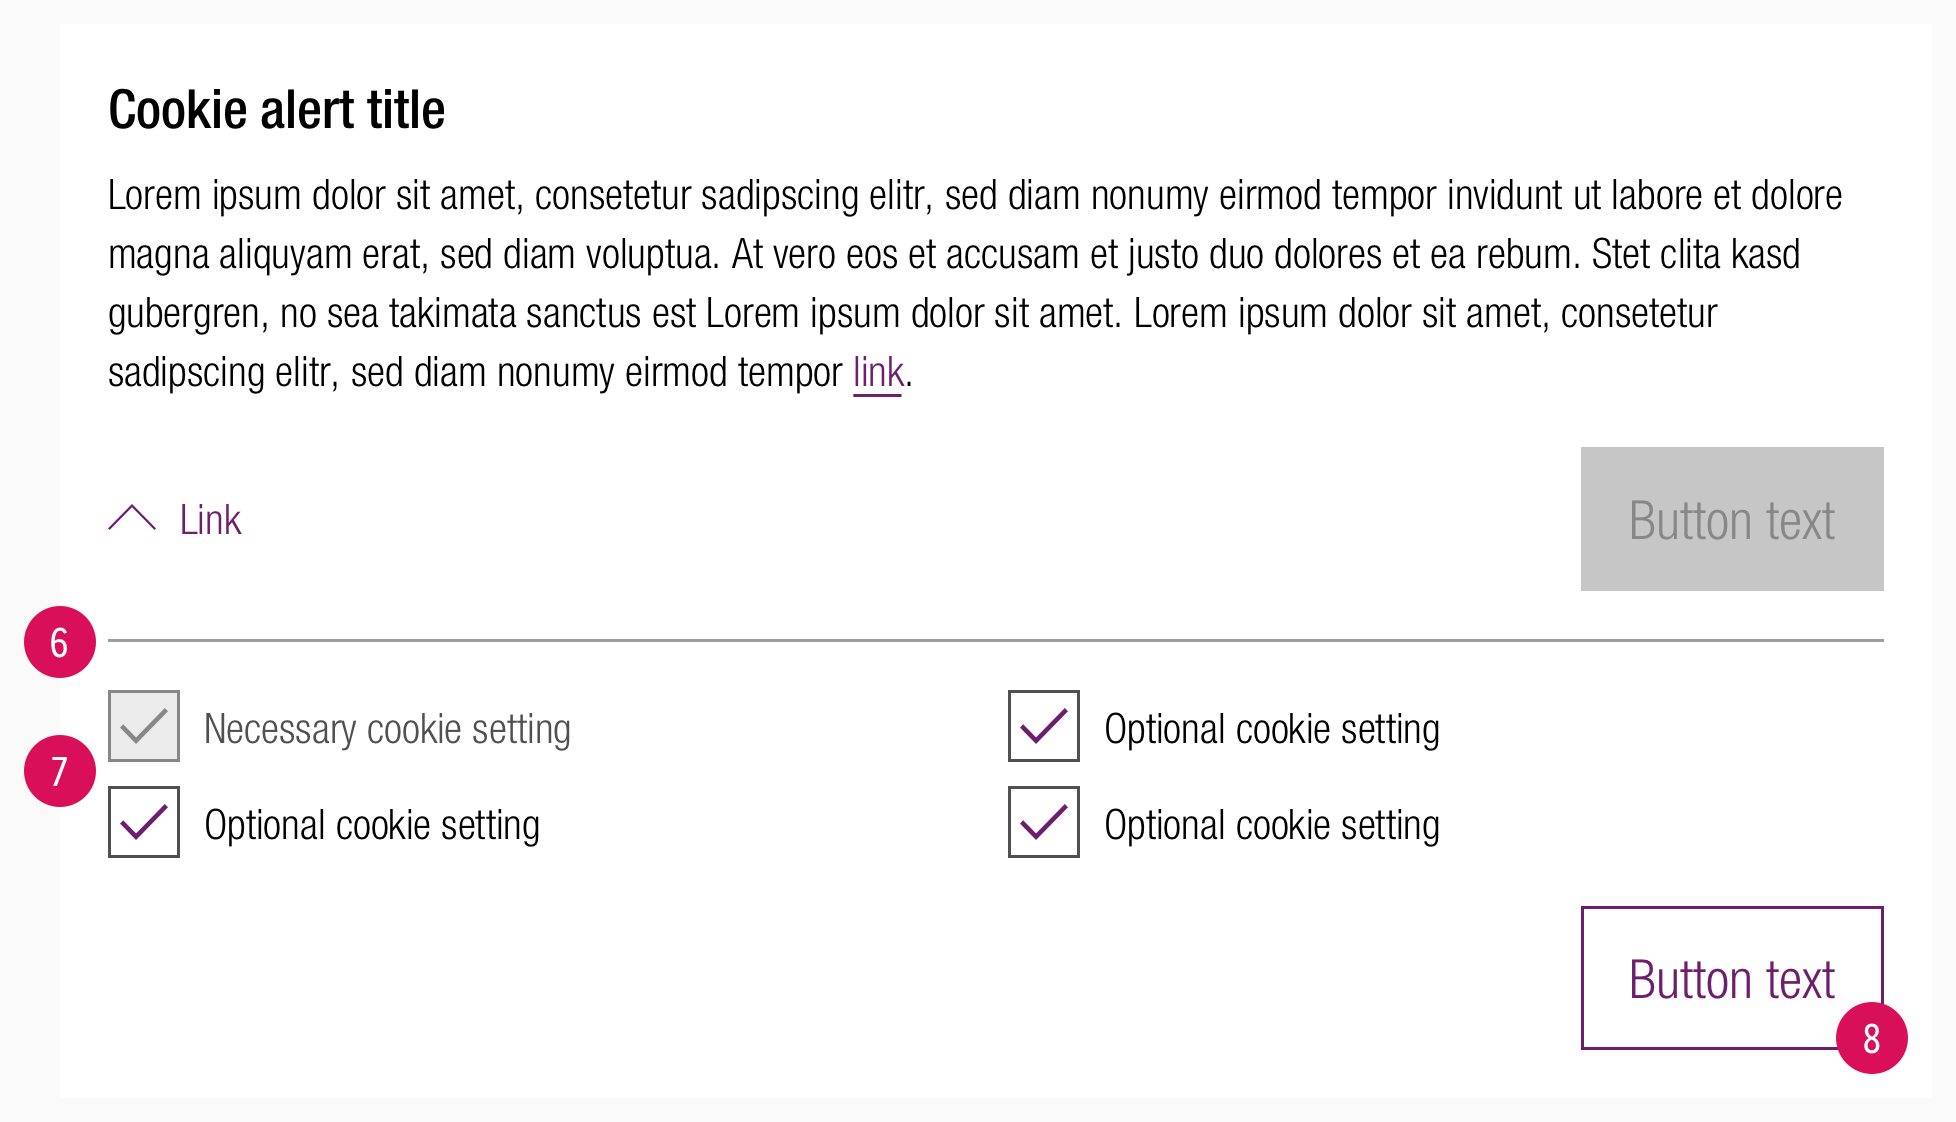 Cookie alert title
Lorem ipsum dolor sit amet, consetetur sadipscing elitr, sed diam nonumy eirmod tempor invidunt ut labore et dolore
magna aliquyam erat, sed diam voluptua. At vero eos et accusam et justo duo dolores et ea rebum. Stet clita kasd
gubergren, no sea takimata sanctus est Lorem ipsum dolor sit amet. Lorem ipsum dolor sit amet, consetetur
sadipscing elitr, sed diam nonumy eirmod tempor link.
Link
Button text
6
Necessary cookie setting
Optional cookie setting
7
Optional cookie setting
Optional cookie setting
Button text
8